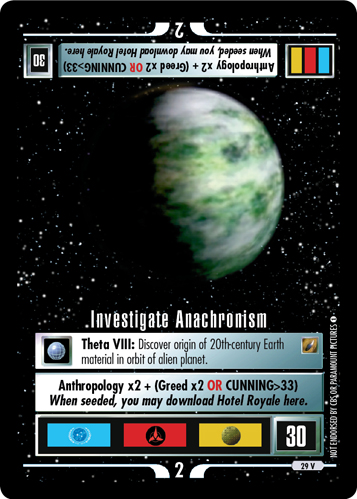 2
When seeded, you may download Hotel Royale here.
Anthropology x2 + (Greed x2 OR CUNNING>33)
30
Investigate Anachronism
Theta VIII: Discover origin of 20th-century Earth
material in orbit of alien planet.
Anthropology x2 + (Greed x2 OR CUNNING>33)
When seeded, you may download Hotel Royale here.
30
2
29 V
NOT ENDORSED BY CBS OR PARAMOUNT PICTURES